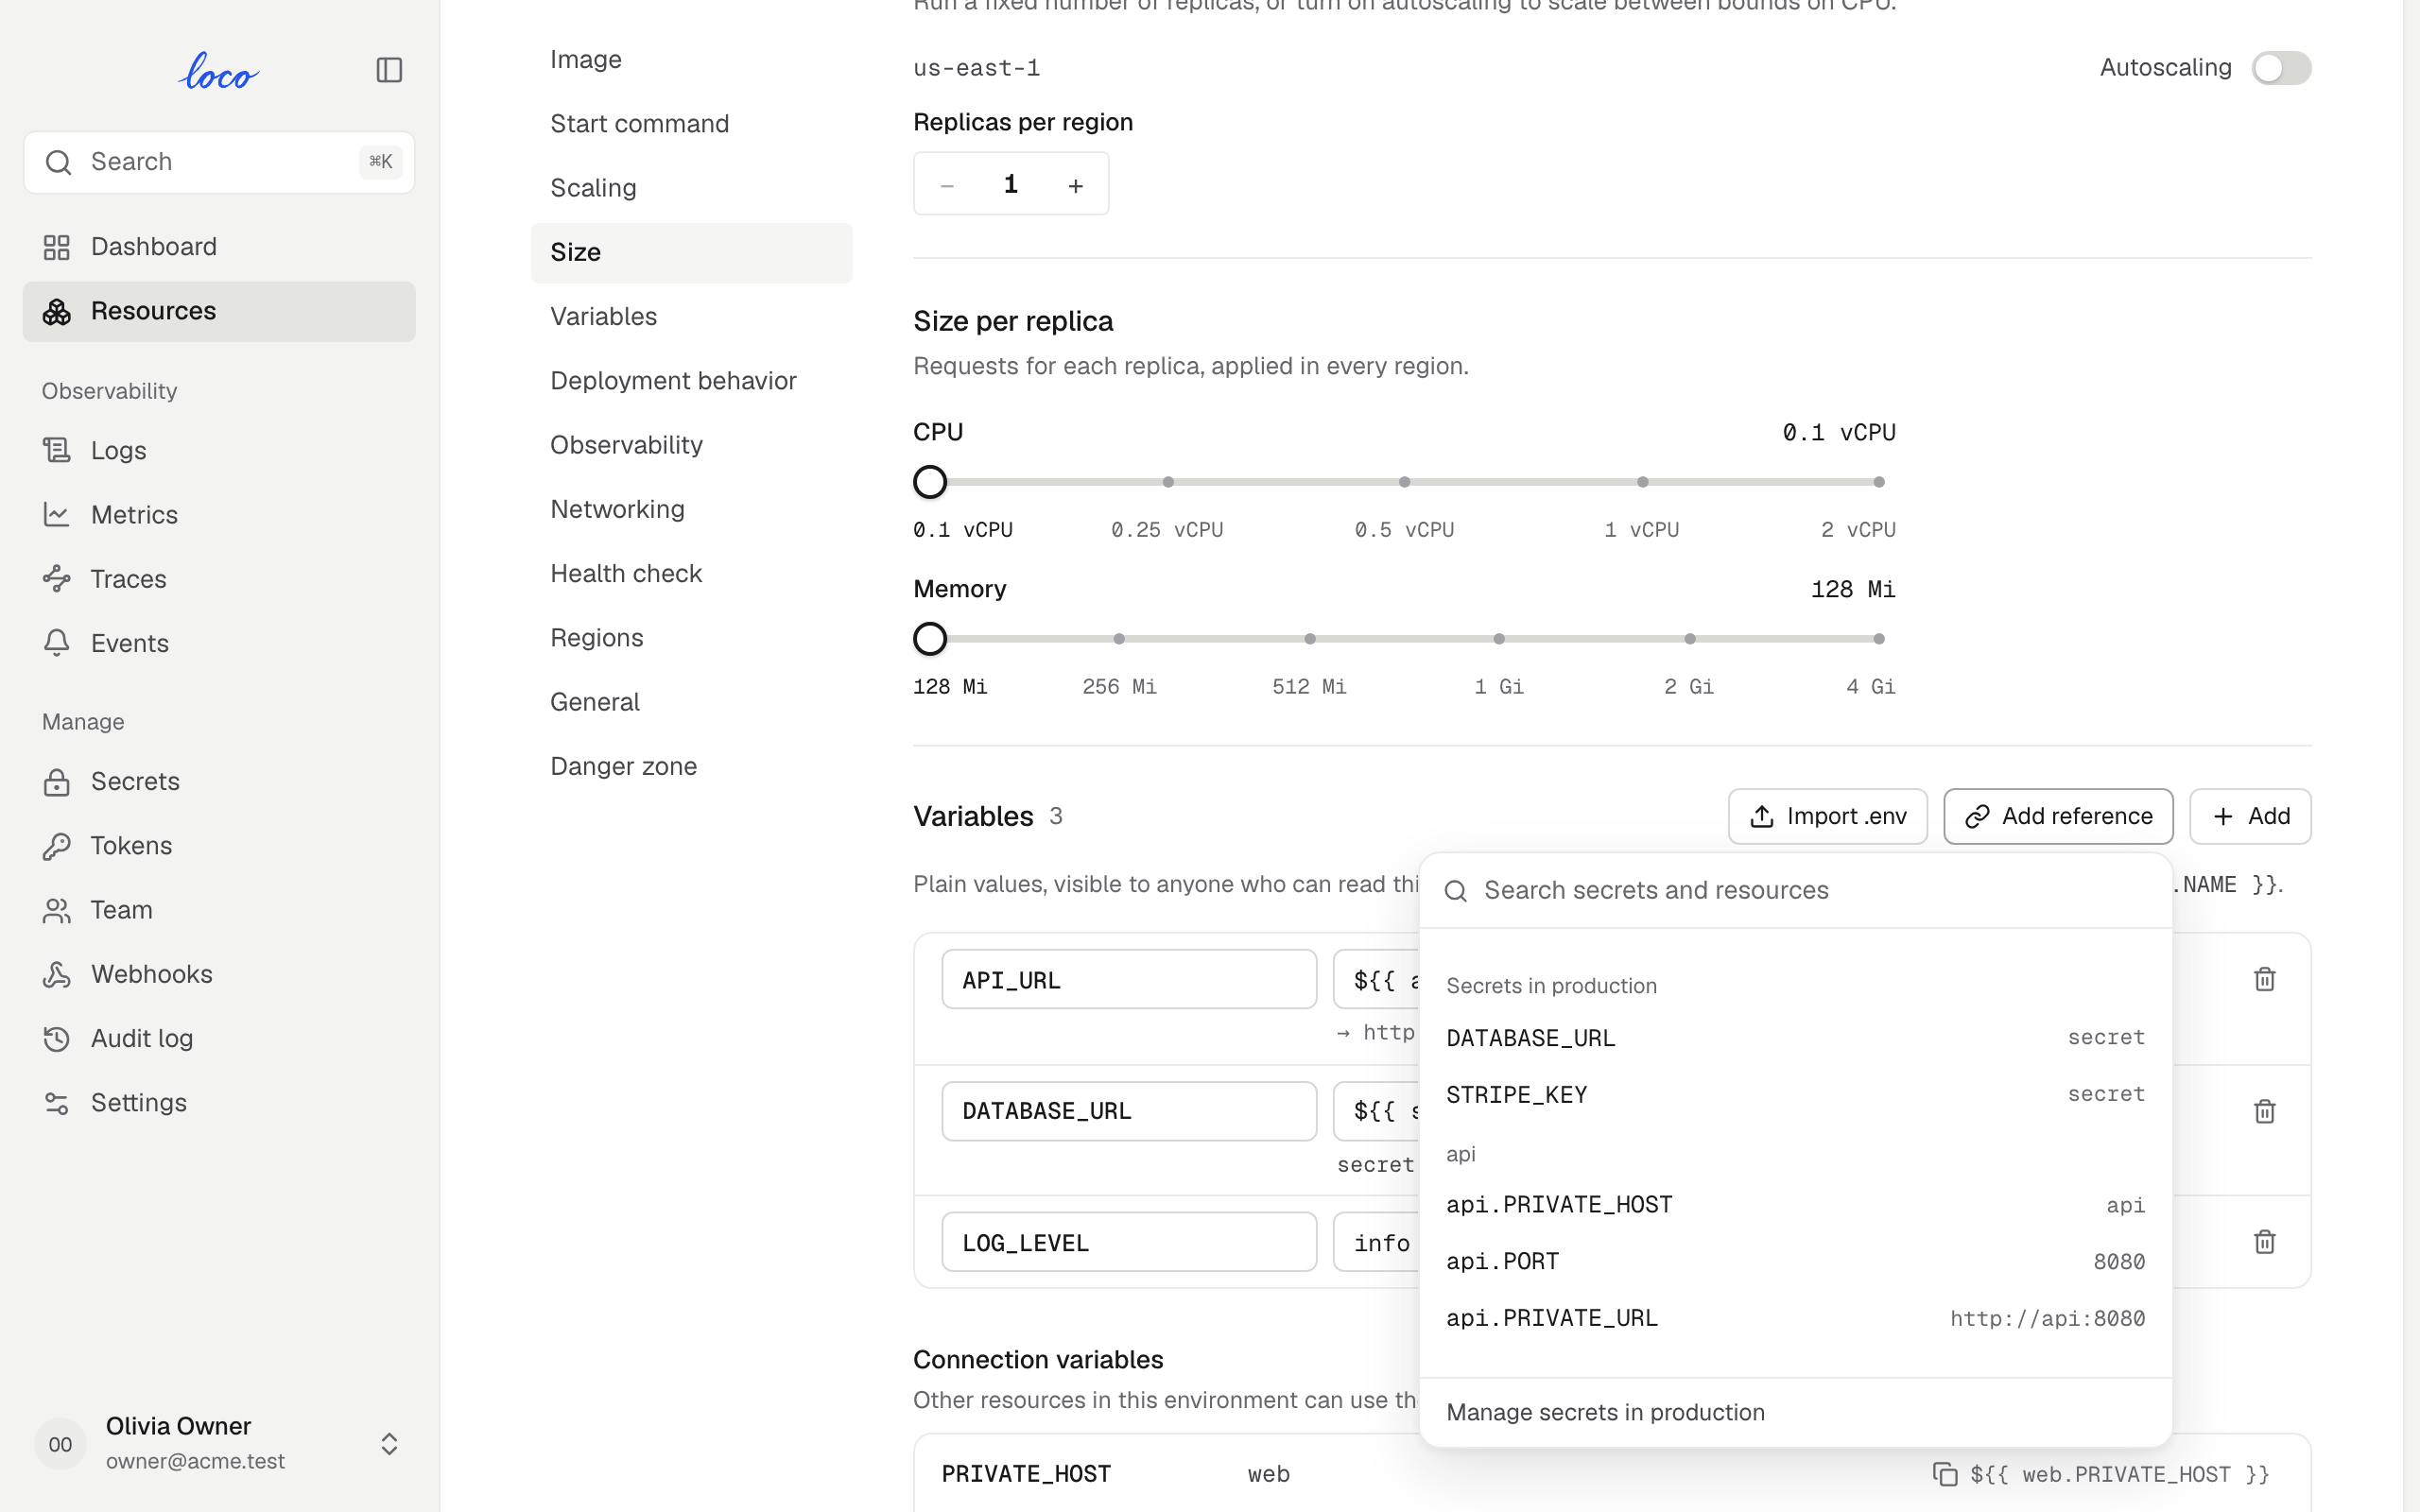 loco
Search
⌘K
Dashboard
Resources
Observability
Logs
Metrics
Traces
Events
Manage
Secrets
Tokens
Team
Webhooks
Audit log
Settings
OO
Olivia Owner
owner@acme.test
Image
Start command
Scaling
Size
Variables
Deployment behavior
Observability
Networking
Health check
Regions
General
Danger zone
Run a fixed number of replicas, or turn on autoscaling to scale between bounds on CPU.
us-east-1
Autoscaling
Replicas per region
− 1 +
Size per replica
Requests for each replica, applied in every region.
CPU 0.1 vCPU
0.1 vCPU 0.25 vCPU 0.5 vCPU 1 vCPU 2 vCPU
Memory 128 Mi
128 Mi 256 Mi 512 Mi 1 Gi 2 Gi 4 Gi
Variables 3
Import .env
Add reference
+ Add
Plain values, visible to anyone who can read thi
.NAME }}.
API_URL
${{ a
→ http
DATABASE_URL
${{ s
secret
LOG_LEVEL
info
Search secrets and resources
Secrets in production
DATABASE_URL secret
STRIPE_KEY secret
api
api.PRIVATE_HOST api
api.PORT 8080
api.PRIVATE_URL http://api:8080
Manage secrets in production
Connection variables
Other resources in this environment can use th
PRIVATE_HOST web ${{ web.PRIVATE_HOST }}